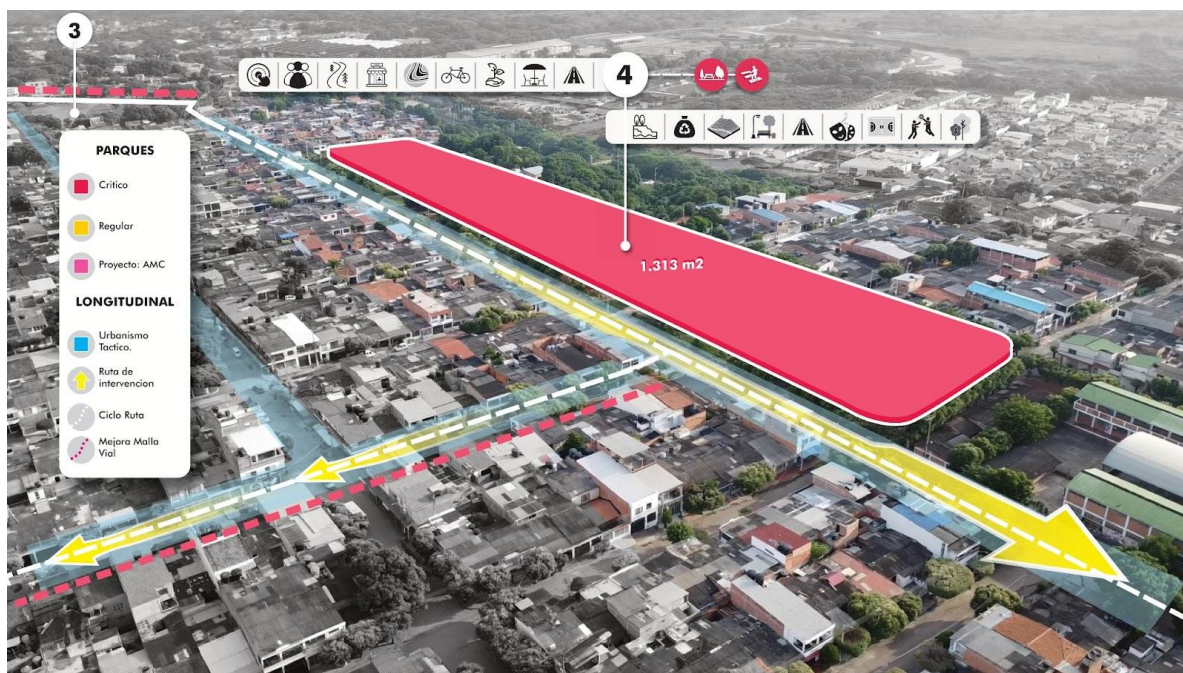 3
4
PARQUES
Critico
Regular
Proyecto: AMC
LONGITUDINAL
Urbanismo
Tactico.
Ruta de
intervencion
Ciclo Ruta
Mejora Malla
Vial
1.313 m2